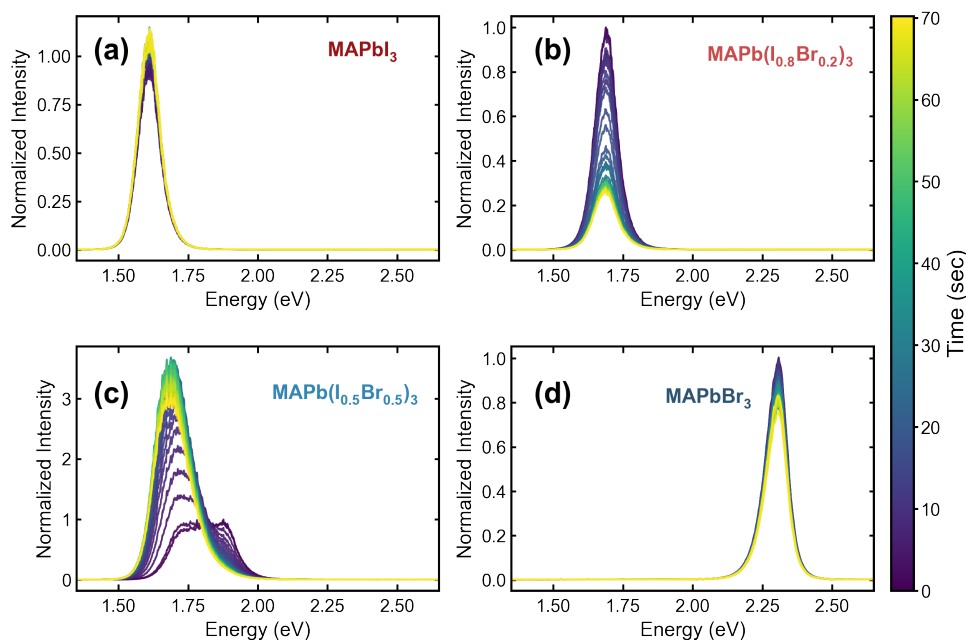 (a)
MAPbI₃
Normalized Intensity
1.00
0.75
0.50
0.25
0.00
1.50 1.75 2.00 2.25 2.50
Energy (eV)
(b)
MAPb(I₀.₈Br₀.₂)₃
Normalized Intensity
1.0
0.8
0.6
0.4
0.2
0.0
1.50 1.75 2.00 2.25 2.50
Energy (eV)
(c)
MAPb(I₀.₅Br₀.₅)₃
Normalized Intensity
3
2
1
0
1.50 1.75 2.00 2.25 2.50
Energy (eV)
(d)
MAPbBr₃
Normalized Intensity
1.0
0.8
0.6
0.4
0.2
0.0
1.50 1.75 2.00 2.25 2.50
Energy (eV)
70
60
50
40
30
20
10
0
Time (sec)